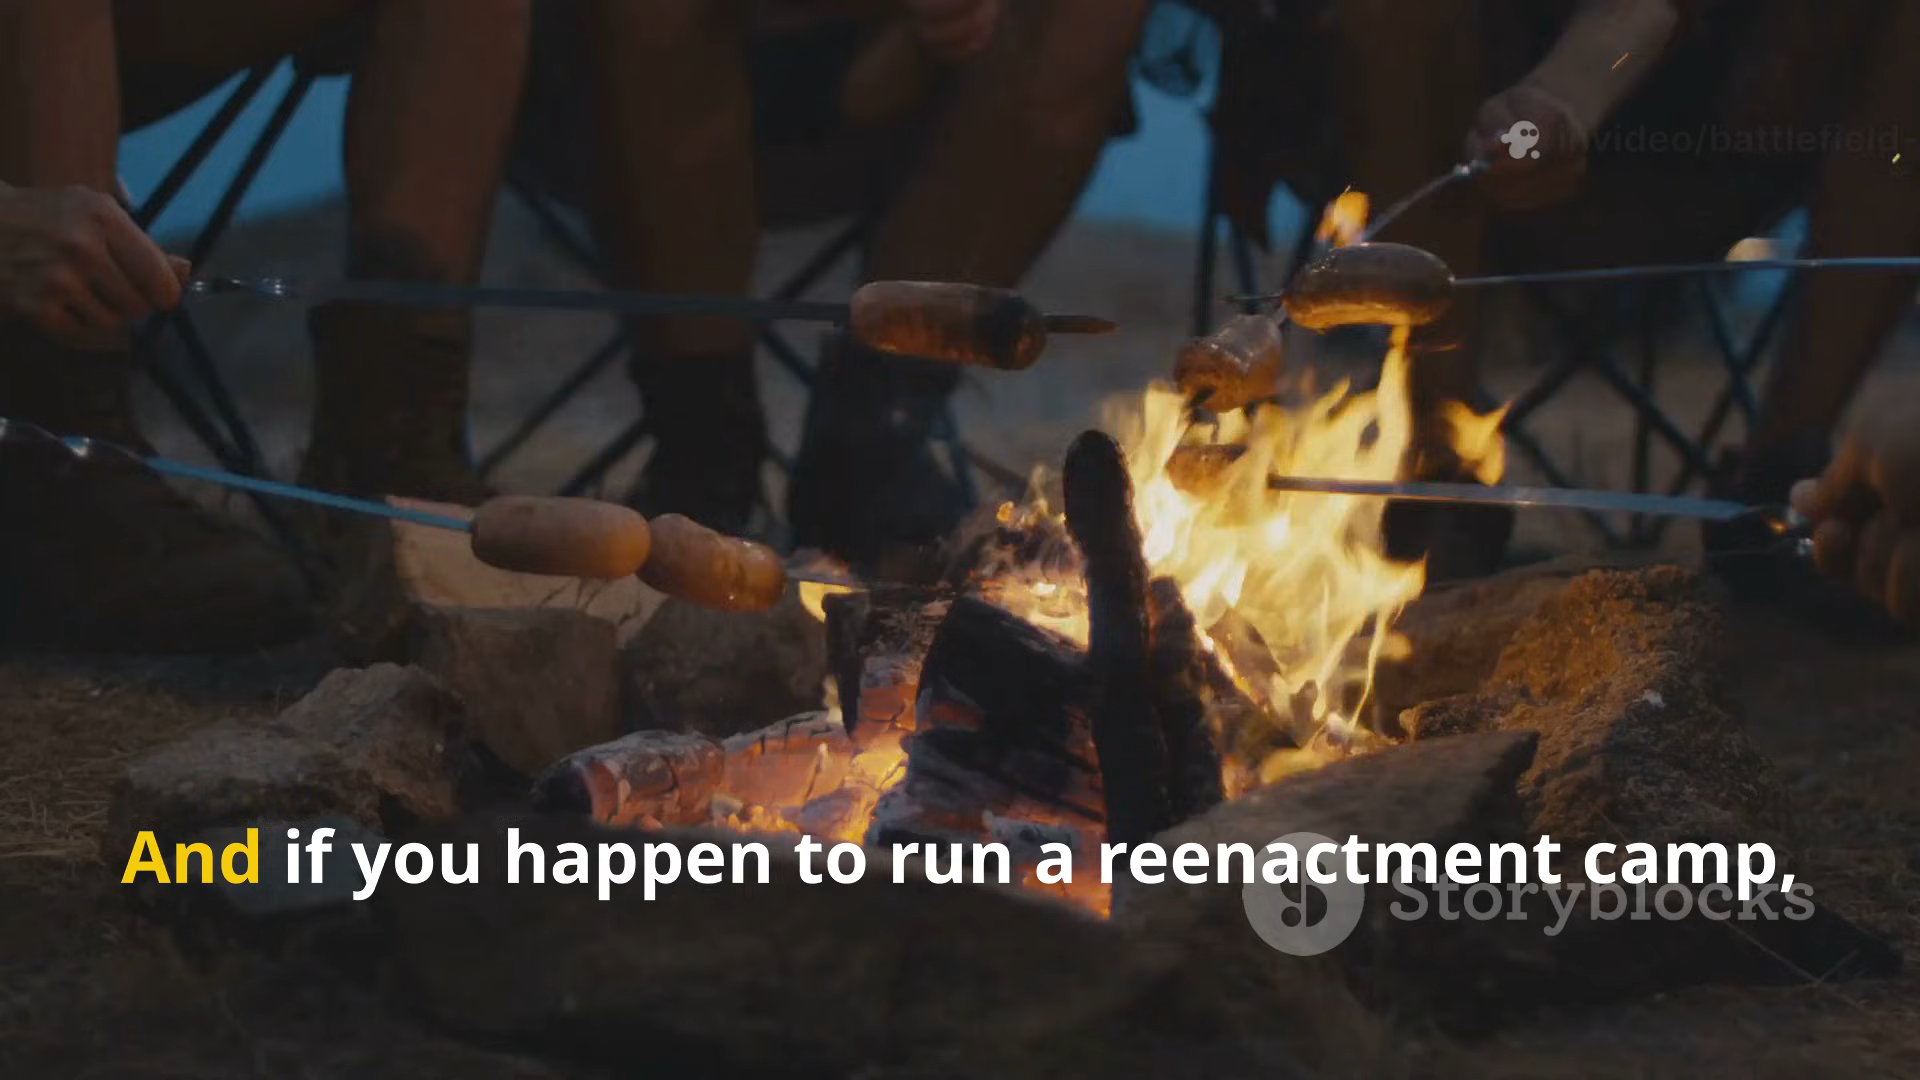 invideo/battlefield-
And if you happen to run a reenactment camp,
Storyblocks